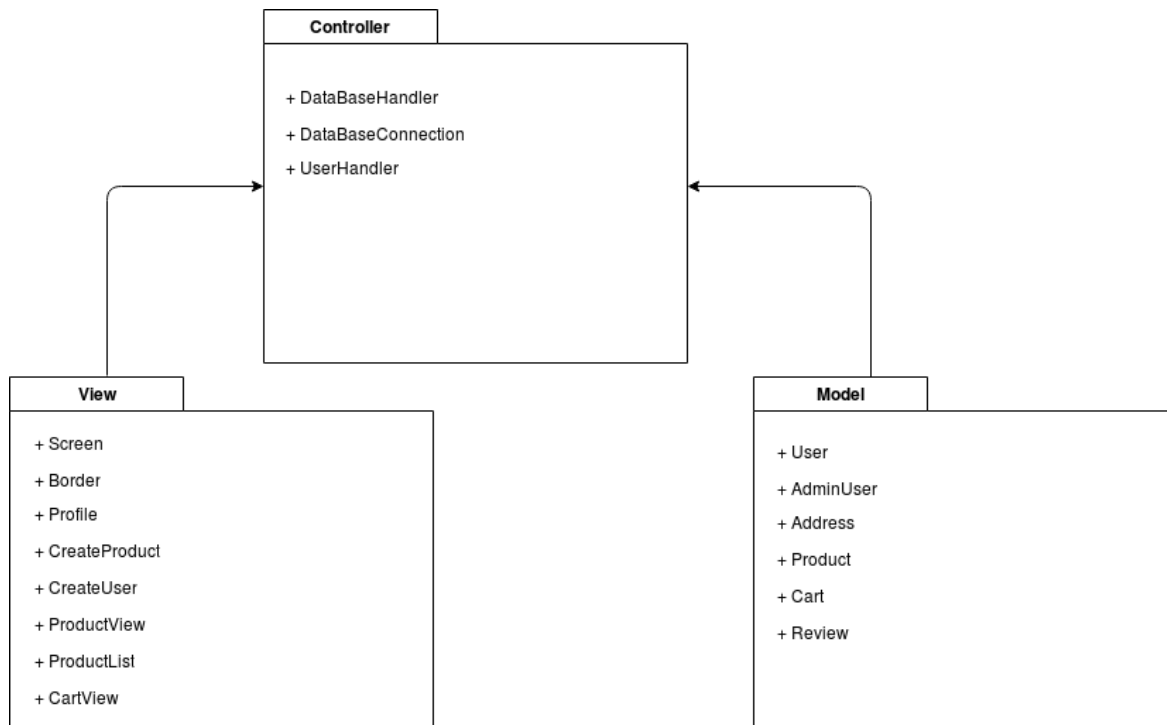 Controller
+ DataBaseHandler
+ DataBaseConnection
+ UserHandler
View
+ Screen
+ Border
+ Profile
+ CreateProduct
+ CreateUser
+ ProductView
+ ProductList
+ CartView
Model
+ User
+ AdminUser
+ Address
+ Product
+ Cart
+ Review